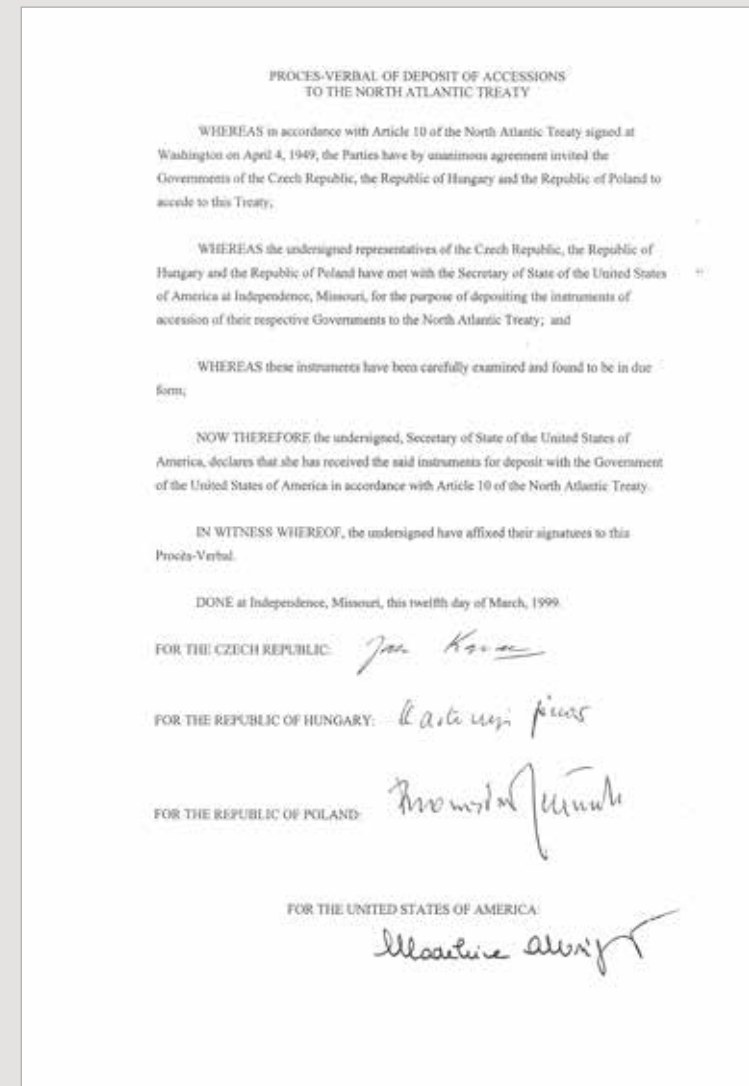 PROCES-VERBAL OF DEPOSIT OF ACCESSIONS
TO THE NORTH ATLANTIC TREATY
WHEREAS in accordance with Article 10 of the North Atlantic Treaty signed at
Washington on April 4, 1949, the Parties have by unanimous agreement invited the
Governments of the Czech Republic, the Republic of Hungary and the Republic of Poland to
accede to this Treaty;
WHEREAS the undersigned representatives of the Czech Republic, the Republic of
Hungary and the Republic of Poland have met with the Secretary of State of the United States
of America at Independence, Missouri, for the purpose of depositing the instruments of
accession of their respective Governments to the North Atlantic Treaty; and
WHEREAS these instruments have been carefully examined and found to be in due
form;
NOW THEREFORE the undersigned, Secretary of State of the United States of
America, declares that she has received the said instruments for deposit with the Government
of the United States of America in accordance with Article 10 of the North Atlantic Treaty.
IN WITNESS WHEREOF, the undersigned have affixed their signatures to this
Procès-Verbal.
DONE at Independence, Missouri, this twelfth day of March, 1999.
FOR THE CZECH REPUBLIC: Jan
FOR THE REPUBLIC OF HUNGARY:
FOR THE REPUBLIC OF POLAND:
FOR THE UNITED STATES OF AMERICA:
Madeleine